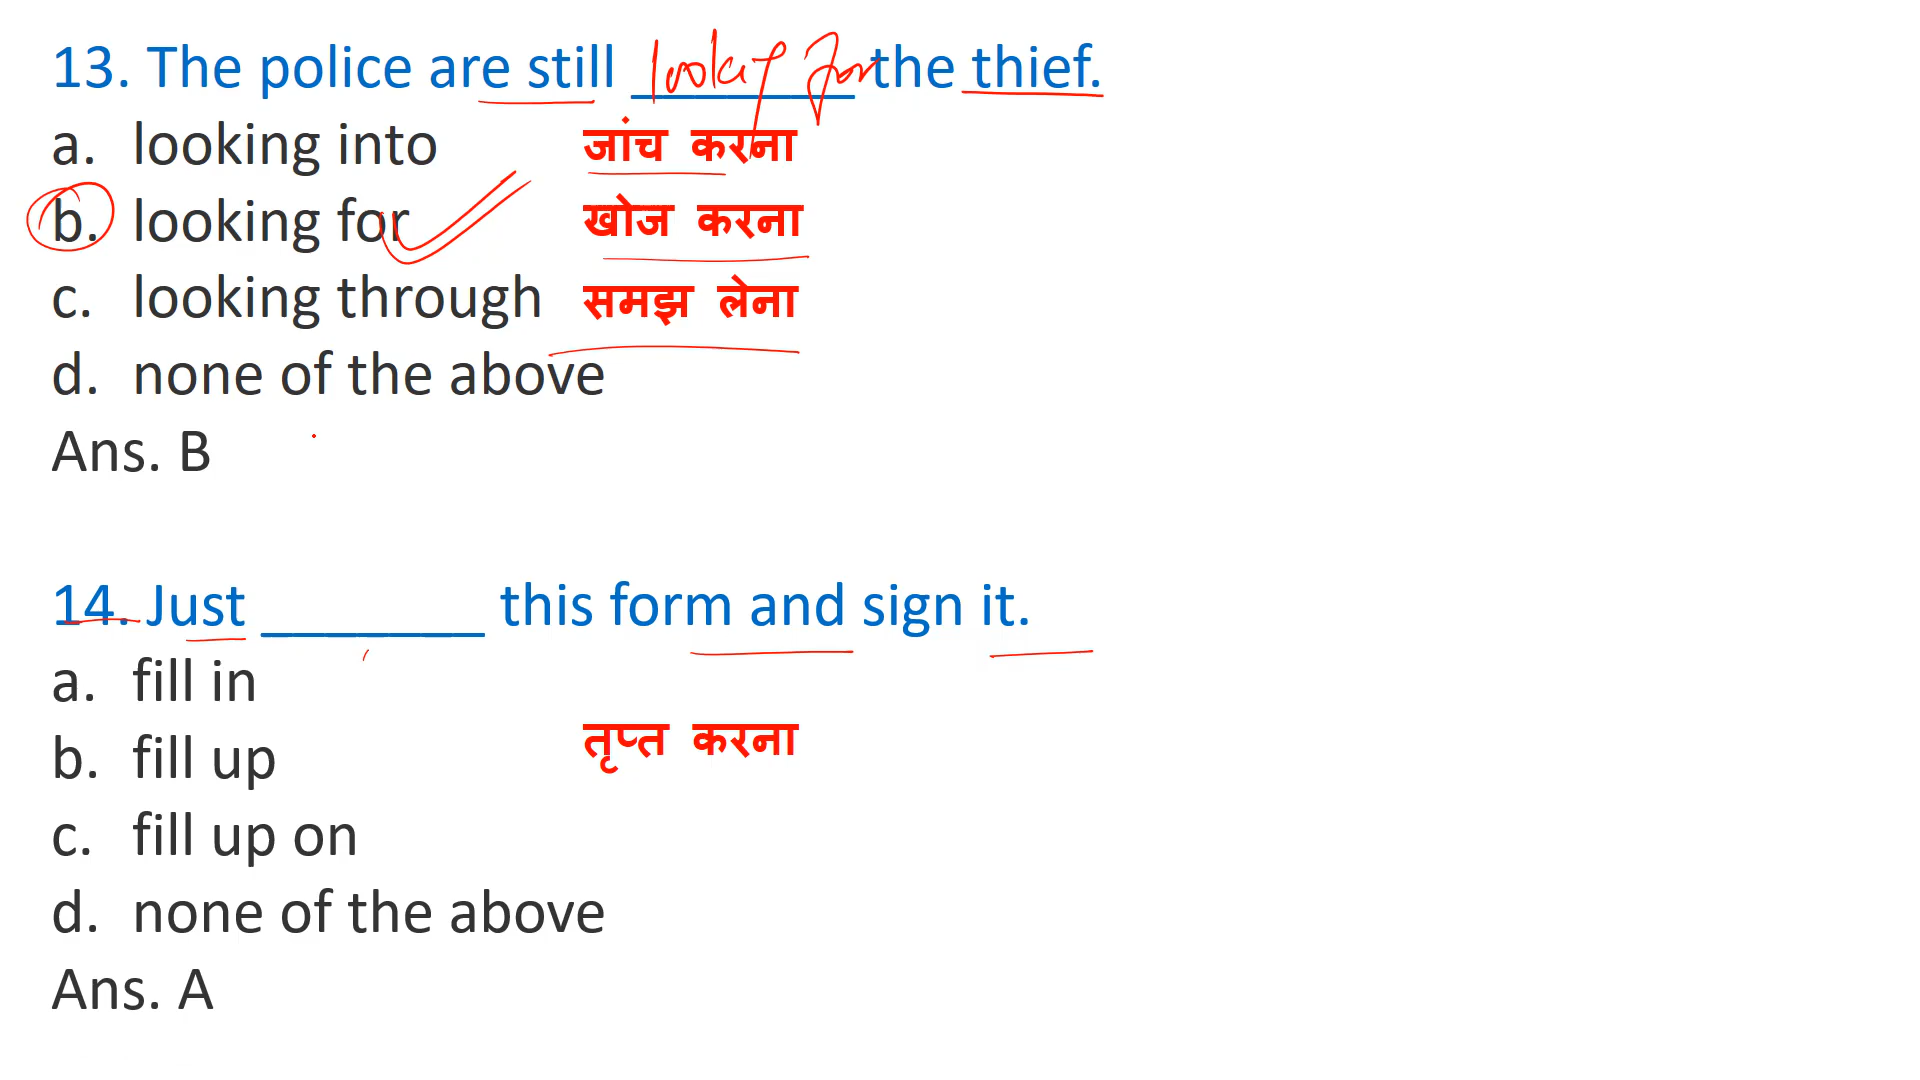 13. The police are still looking for the thief.
a. looking into जांच करना
b. looking for खोज करना
c. looking through समझ लेना
d. none of the above
Ans. B
14. Just _______ this form and sign it.
a. fill in
b. fill up तृप्त करना
c. fill up on
d. none of the above
Ans. A